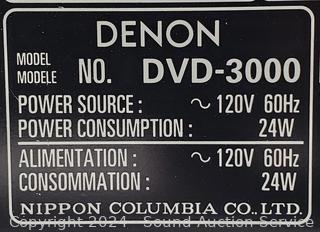 DENON
MODEL
MODELE NO. DVD-3000
POWER SOURCE : ~ 120V 60Hz
POWER CONSUMPTION : 24W
ALIMENTATION : ~ 120V 60Hz
CONSOMMATION : 24W
NIPPON COLUMBIA CO., LTD.
Copyright 2024 - Sound Auction Service